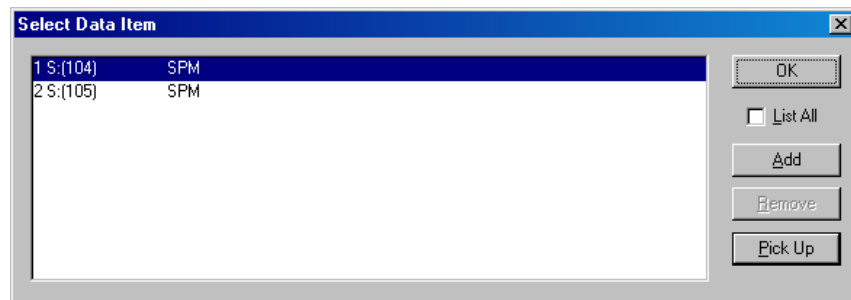 Select Data Item
1 S:(104) SPM
2 S:(105) SPM
OK
List All
Add
Remove
Pick Up